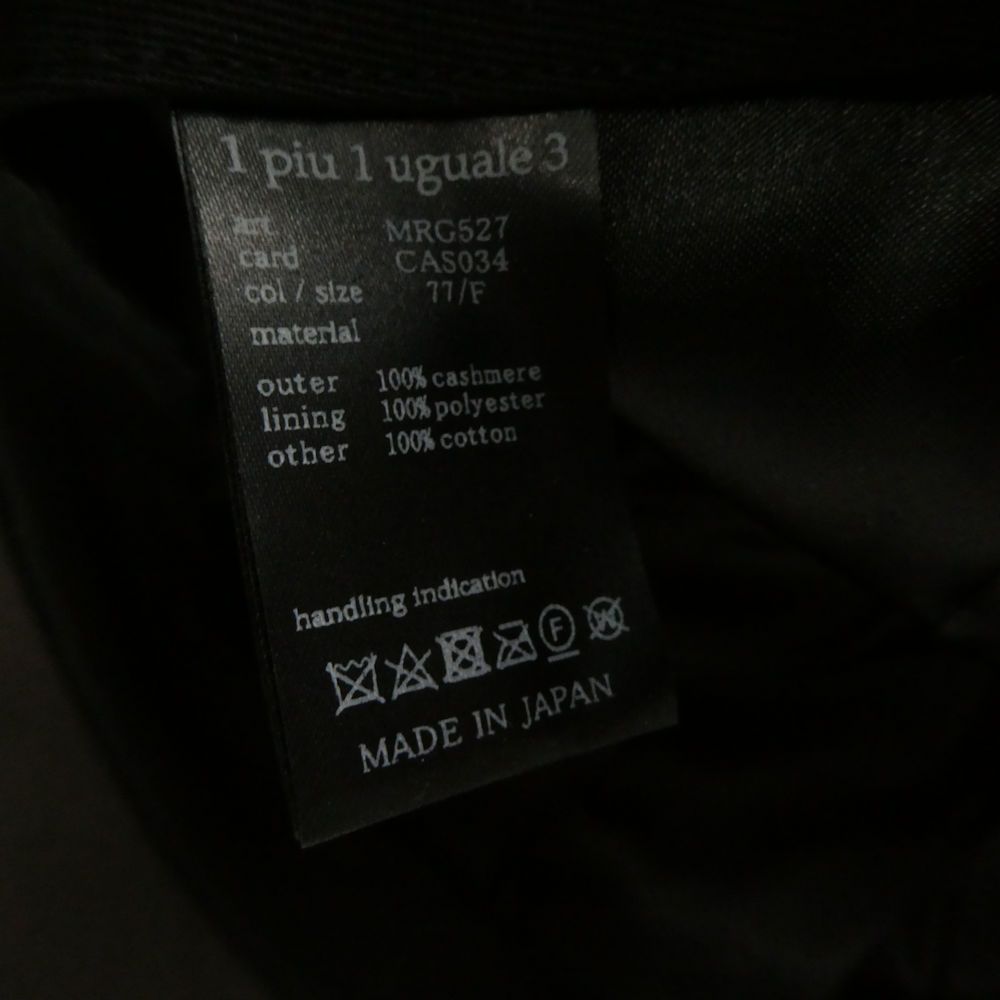 1 piu 1 uguale 3
art. MRG527
card CAS034
col / size 77/F
material
outer 100% cashmere
lining 100% polyester
other 100% cotton
handling indication
F W
MADE IN JAPAN